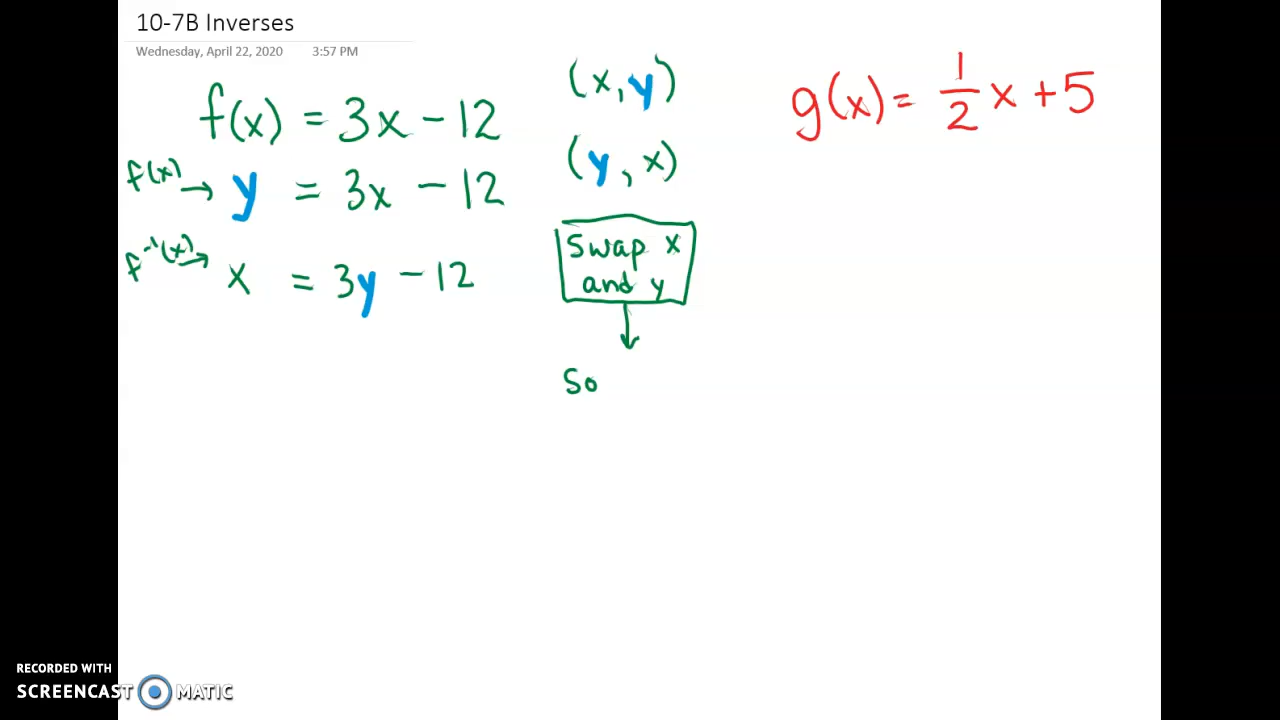 10-7B Inverses
Wednesday, April 22, 2020 3:57 PM
f(x) = 3x - 12
f(x) → y = 3x - 12
f⁻¹(x) → x = 3y - 12
(x, y)
(y, x)
Swap x
and y
So
g(x) = 1/2 x + 5
RECORDED WITH
SCREENCAST MATIC